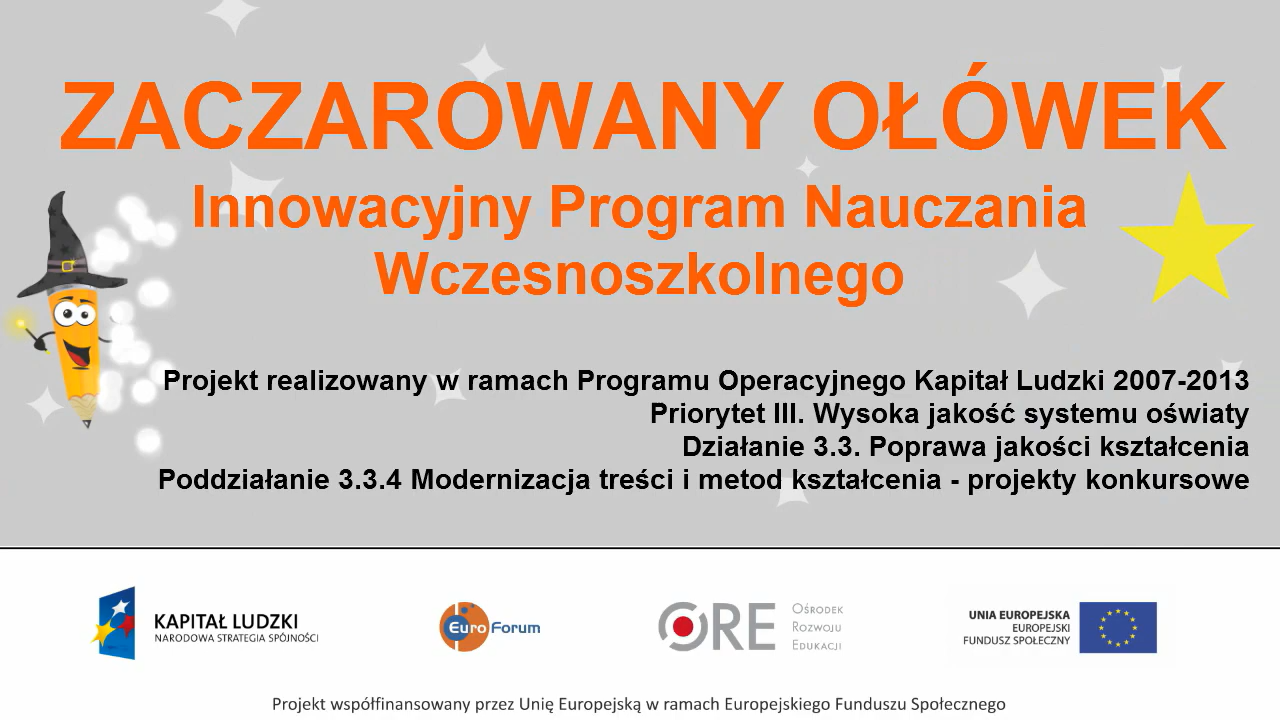 ZACZAROWANY OŁÓWEK
Innowacyjny Program Nauczania
Wczesnoszkolnego
Projekt realizowany w ramach Programu Operacyjnego Kapitał Ludzki 2007-2013
Priorytet III. Wysoka jakość systemu oświaty
Działanie 3.3. Poprawa jakości kształcenia
Poddziałanie 3.3.4 Modernizacja treści i metod kształcenia - projekty konkursowe
KAPITAŁ LUDZKI
NARODOWA STRATEGIA SPÓJNOŚCI
EuroForum
ORE
OŚRODEK
ROZWOJU
EDUKACJI
UNIA EUROPEJSKA
EUROPEJSKI
FUNDUSZ SPOŁECZNY
Projekt współfinansowany przez Unię Europejską w ramach Europejskiego Funduszu Społecznego